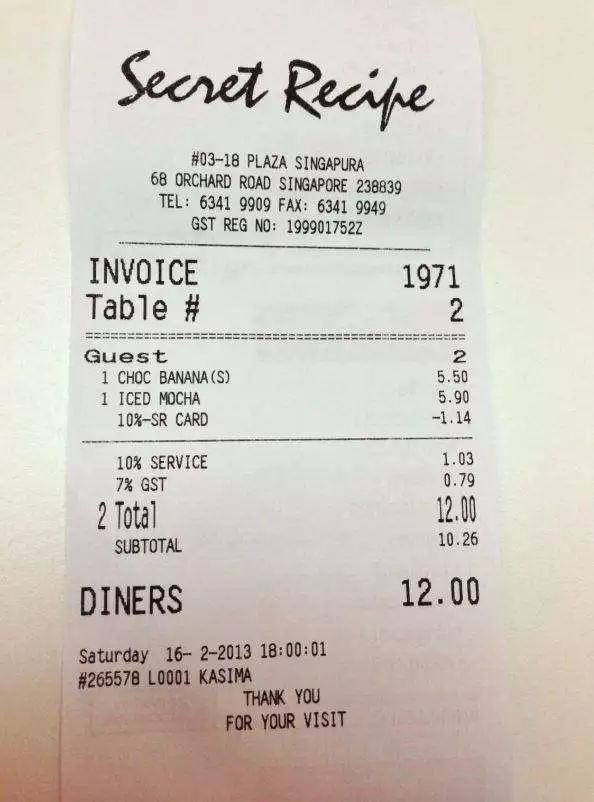 Secret Recipe
#03-18 PLAZA SINGAPURA
68 ORCHARD ROAD SINGAPORE 238839
TEL: 6341 9909 FAX: 6341 9949
GST REG NO: 199901752Z
INVOICE 1971
Table # 2
Guest 2
1 CHOC BANANA(S) 5.50
1 ICED MOCHA 5.90
10%-SR CARD -1.14
10% SERVICE 1.03
7% GST 0.79
2 Total 12.00
SUBTOTAL 10.26
DINERS 12.00
Saturday 16- 2-2013 18:00:01
#265578 L0001 KASIMA
THANK YOU
FOR YOUR VISIT